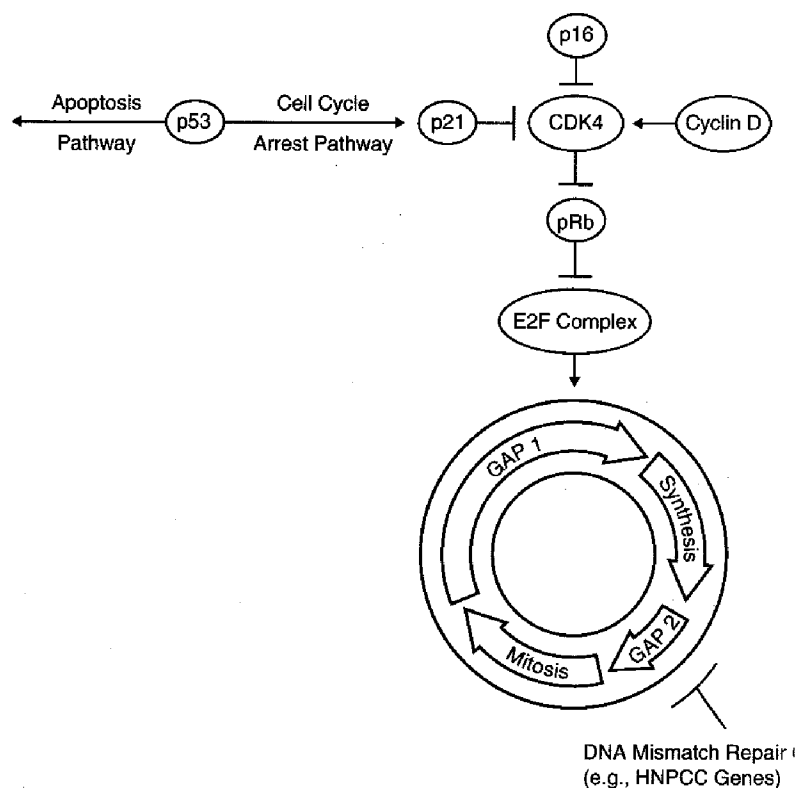 p16
Apoptosis
Pathway
p53
Cell Cycle
Arrest Pathway
p21
CDK4
Cyclin D
pRb
E2F Complex
GAP 1
Synthesis
GAP 2
Mitosis
DNA Mismatch Repair
(e.g., HNPCC Genes)